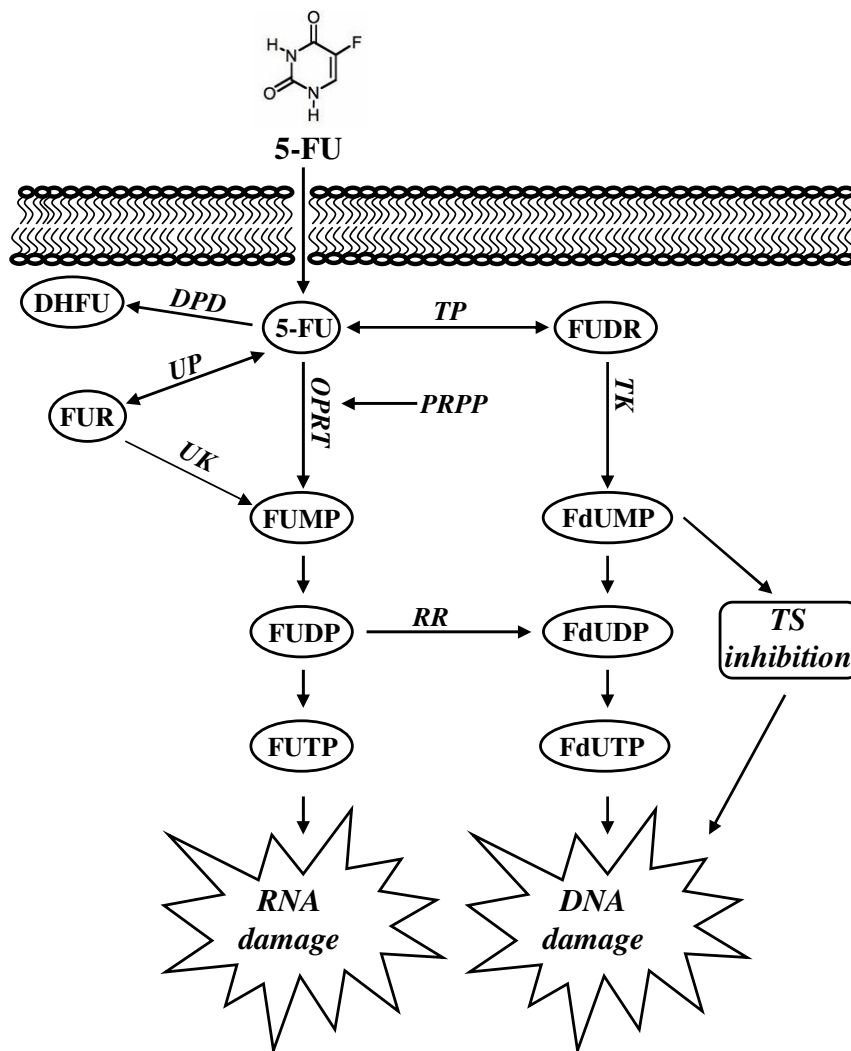 O
F
H
N
O
N
H
5-FU
DHFU
DPD
5-FU
TP
FUDR
UP
FUR
OPRT
PRPP
TK
UK
FUMP
FdUMP
FUDP
RR
FdUDP
TS
inhibition
FUTP
FdUTP
RNA
damage
DNA
damage